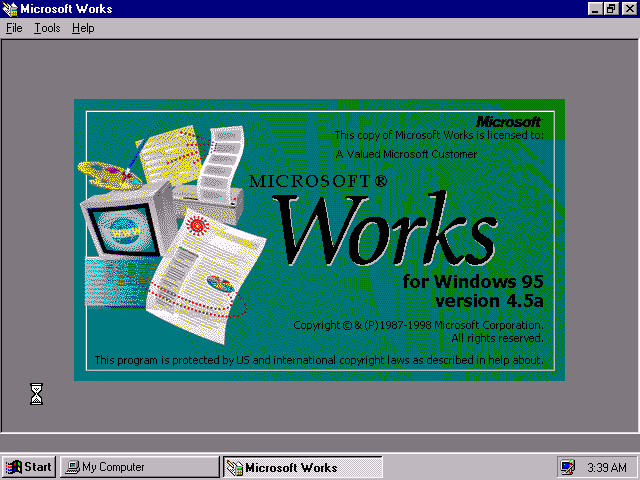 Microsoft Works
File Tools Help
Microsoft
This copy of Microsoft Works is licensed to:
A Valued Microsoft Customer
MICROSOFT®
Works
for Windows 95
version 4.5a
Copyright © & (P)1987-1998 Microsoft Corporation.
All rights reserved.
This program is protected by US and international copyright laws as described in help about.
WWW
Start My Computer Microsoft Works 3:39 AM